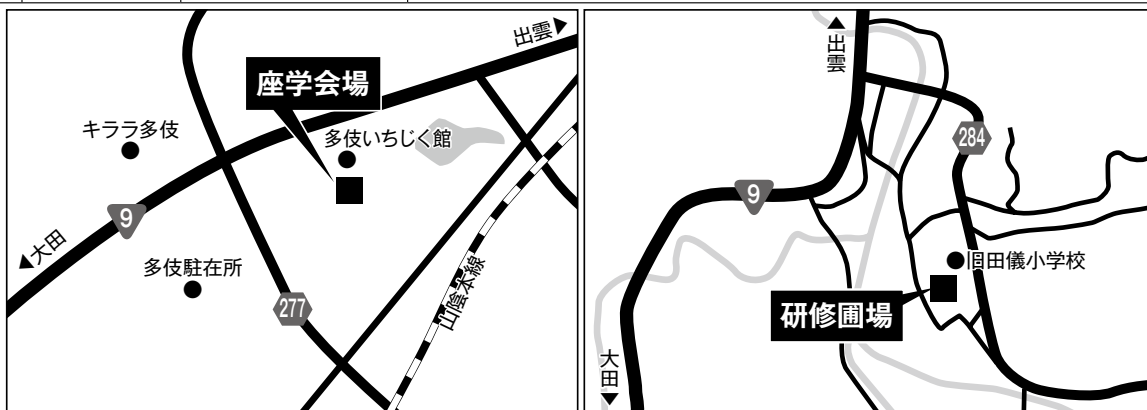 出雲▶
座学会場
キララ多伎
多伎いちじく館
9
◀大田
多伎駐在所
277
山陰本線
▲出雲
284
9
旧田儀小学校
研修圃場
大田▼